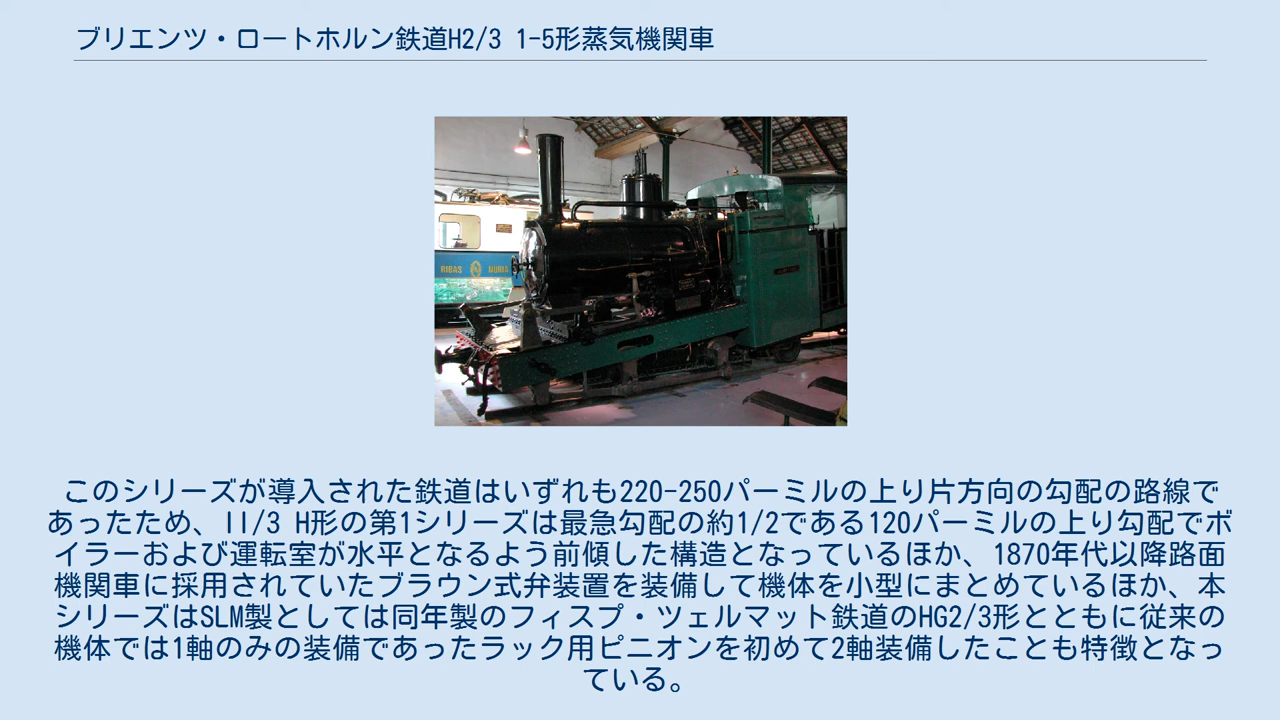 ブリエンツ・ロートホルン鉄道H2/3 1-5形蒸気機関車
RIBAS
NURIA
このシリーズが導入された鉄道はいずれも220-250パーミルの上り片方向の勾配の路線で
あったため、II/3 H形の第1シリーズは最急勾配の約1/2である120パーミルの上り勾配でボ
イラーおよび運転室が水平となるよう前傾した構造となっているほか、1870年代以降路面
機関車に採用されていたブラウン式弁装置を装備して機体を小型にまとめているほか、本
シリーズはSLM製としては同年製のフィスプ・ツェルマット鉄道のHG2/3形とともに従来の
機体では1軸のみの装備であったラック用ピニオンを初めて2軸装備したことも特徴となっ
ている。